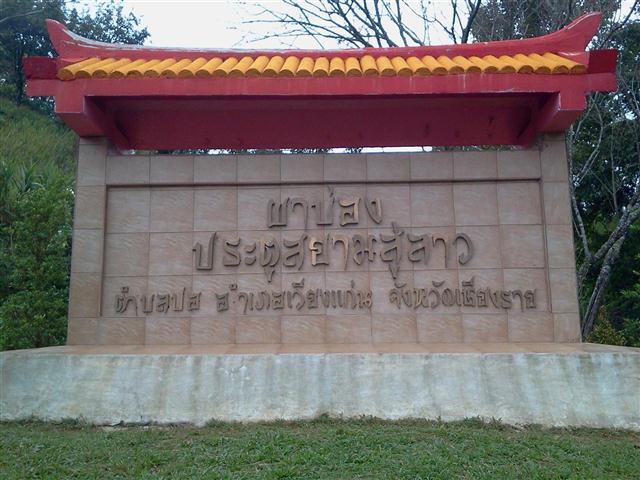 ผาบ่อง
ประตูสยามสู่ลาว
ตำบลปอ อำเภอเวียงแก่น จังหวัดเชียงราย